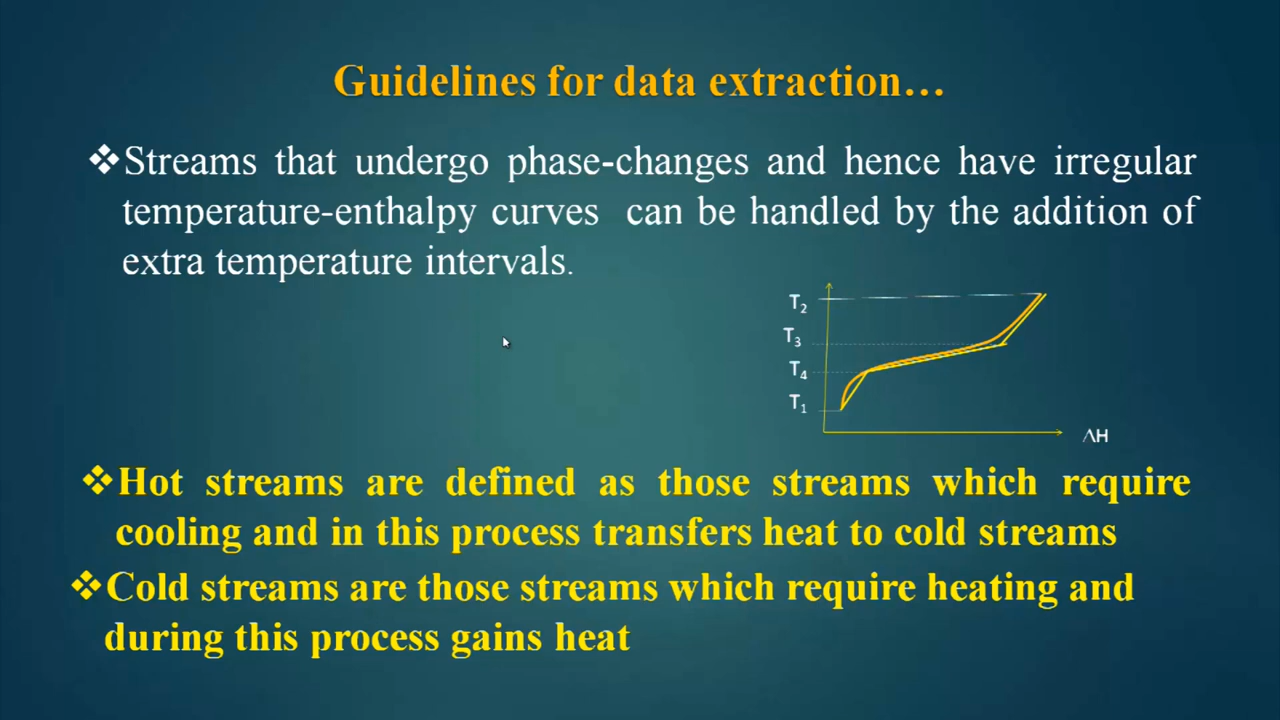 Guidelines for data extraction…
❖Streams that undergo phase-changes and hence have irregular
temperature-enthalpy curves can be handled by the addition of
extra temperature intervals.
T₂
T₃
T₄
T₁
ΔH
❖Hot streams are defined as those streams which require
cooling and in this process transfers heat to cold streams
❖Cold streams are those streams which require heating and
during this process gains heat